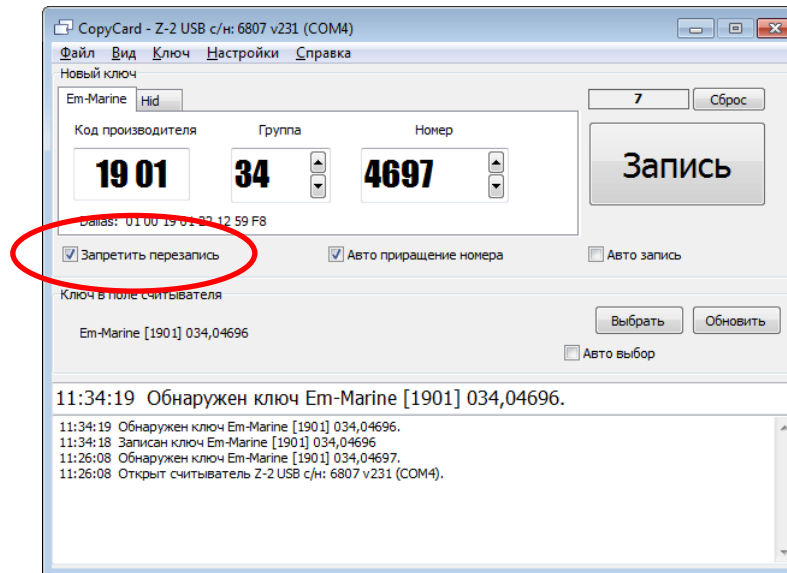 CopyCard - Z-2 USB с/н: 6807 v231 (COM4)
Файл Вид Ключ Настройки Справка
Новый ключ
Em-Marine Hid
7 Сброс
Код производителя Группа Номер
19 01 34 4697
Запись
Dallas: 01 00 19 01 22 12 59 F8
Запретить перезапись Авто приращение номера Авто запись
Ключ в поле считывателя
Em-Marine [1901] 034,04696
Выбрать Обновить
Авто выбор
11:34:19 Обнаружен ключ Em-Marine [1901] 034,04696.
11:34:19 Обнаружен ключ Em-Marine [1901] 034,04696.
11:34:18 Записан ключ Em-Marine [1901] 034,04696
11:26:08 Обнаружен ключ Em-Marine [1901] 034,04697.
11:26:08 Открыт считыватель Z-2 USB с/н: 6807 v231 (COM4).